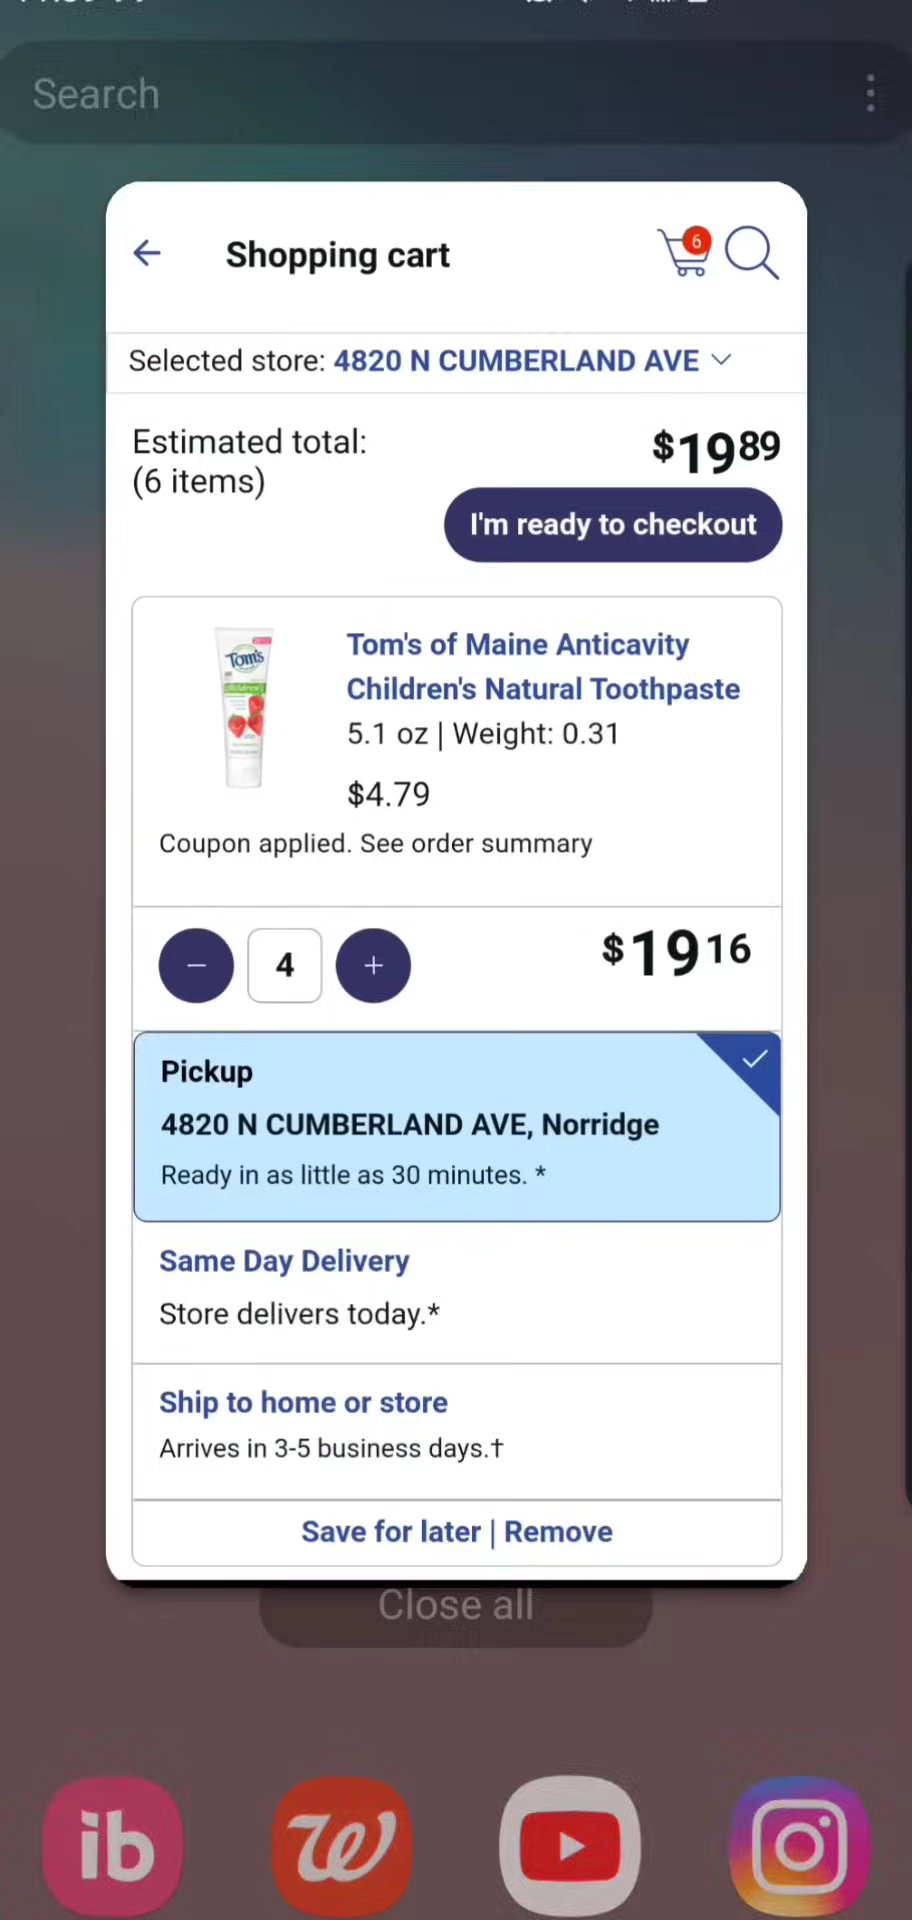 Search
Shopping cart
6
Selected store: 4820 N CUMBERLAND AVE
Estimated total:
(6 items)
$19 89
I'm ready to checkout
Tom's
Tom's of Maine Anticavity
Children's Natural Toothpaste
5.1 oz | Weight: 0.31
$4.79
Coupon applied. See order summary
− 4 +
$19 16
Pickup
4820 N CUMBERLAND AVE, Norridge
Ready in as little as 30 minutes. *
Same Day Delivery
Store delivers today.*
Ship to home or store
Arrives in 3-5 business days.†
Save for later | Remove
Close all
ib
W